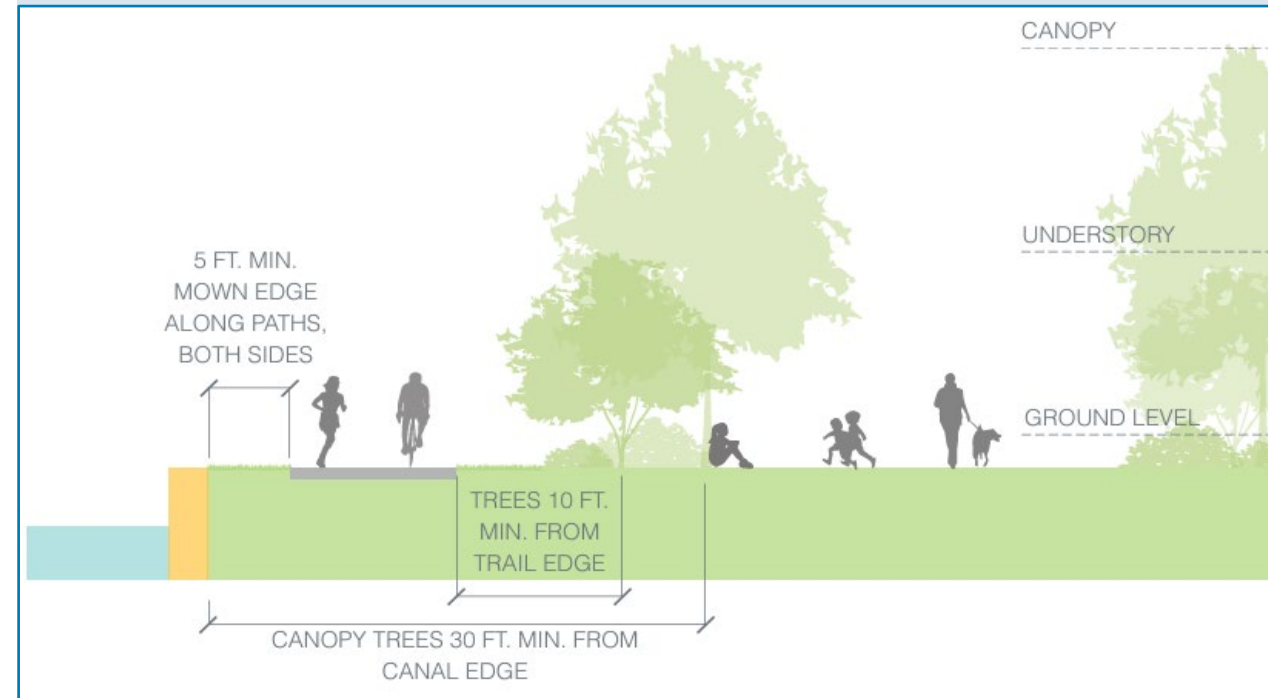 CANOPY
UNDERSTORY
5 FT. MIN.
MOWN EDGE
ALONG PATHS,
BOTH SIDES
GROUND LEVEL
TREES 10 FT.
MIN. FROM
TRAIL EDGE
CANOPY TREES 30 FT. MIN. FROM
CANAL EDGE